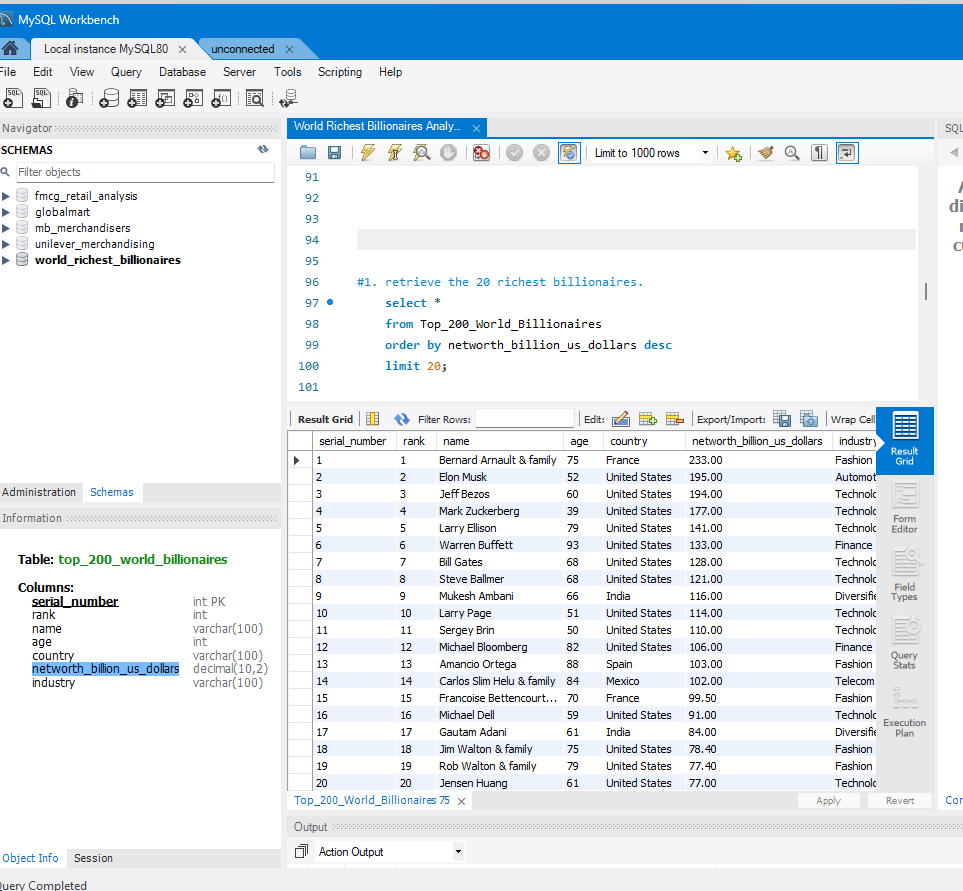 MySQL Workbench
Local instance MySQL80
unconnected
File Edit View Query Database Server Tools Scripting Help
Navigator
SCHEMAS
Filter objects
fmcg_retail_analysis
globalmart
mb_merchandisers
unilever_merchandising
world_richest_billionaires
Administration Schemas
Information
Table: top_200_world_billionaires
Columns:
serial_number int PK
rank int
name varchar(100)
age int
country varchar(100)
networth_billion_us_dollars decimal(10,2)
industry varchar(100)
Object Info Session
Query Completed
World Richest Billionaires Analy...
SQL
Limit to 1000 rows
91
92
93
94
95
96 #1. retrieve the 20 richest billionaires.
97 select *
98 from Top_200_World_Billionaires
99 order by networth_billion_us_dollars desc
100 limit 20;
101
Result Grid Filter Rows: Edit: Export/Import: Wrap Cell
serial_number rank name age country networth_billion_us_dollars industry
1 1 Bernard Arnault & family 75 France 233.00 Fashion
2 2 Elon Musk 52 United States 195.00 Automot
3 3 Jeff Bezos 60 United States 194.00 Technolo
4 4 Mark Zuckerberg 39 United States 177.00 Technolo
5 5 Larry Ellison 79 United States 141.00 Technolo
6 6 Warren Buffett 93 United States 133.00 Finance
7 7 Bill Gates 68 United States 128.00 Technolo
8 8 Steve Ballmer 68 United States 121.00 Technolo
9 9 Mukesh Ambani 66 India 116.00 Diversifie
10 10 Larry Page 51 United States 114.00 Technolo
11 11 Sergey Brin 50 United States 110.00 Technolo
12 12 Michael Bloomberg 82 United States 106.00 Finance
13 13 Amancio Ortega 88 Spain 103.00 Fashion
14 14 Carlos Slim Helu & family 84 Mexico 102.00 Telecom
15 15 Francoise Bettencourt... 70 France 99.50 Fashion
16 16 Michael Dell 59 United States 91.00 Technolo
17 17 Gautam Adani 61 India 84.00 Diversifie
18 18 Jim Walton & family 75 United States 78.40 Fashion
19 19 Rob Walton & family 79 United States 77.40 Fashion
20 20 Jensen Huang 61 United States 77.00 Technolo
Result
Grid
Form
Editor
Field
Types
Query
Stats
Execution
Plan
Top_200_World_Billionaires 75
Apply Revert
Output
Action Output